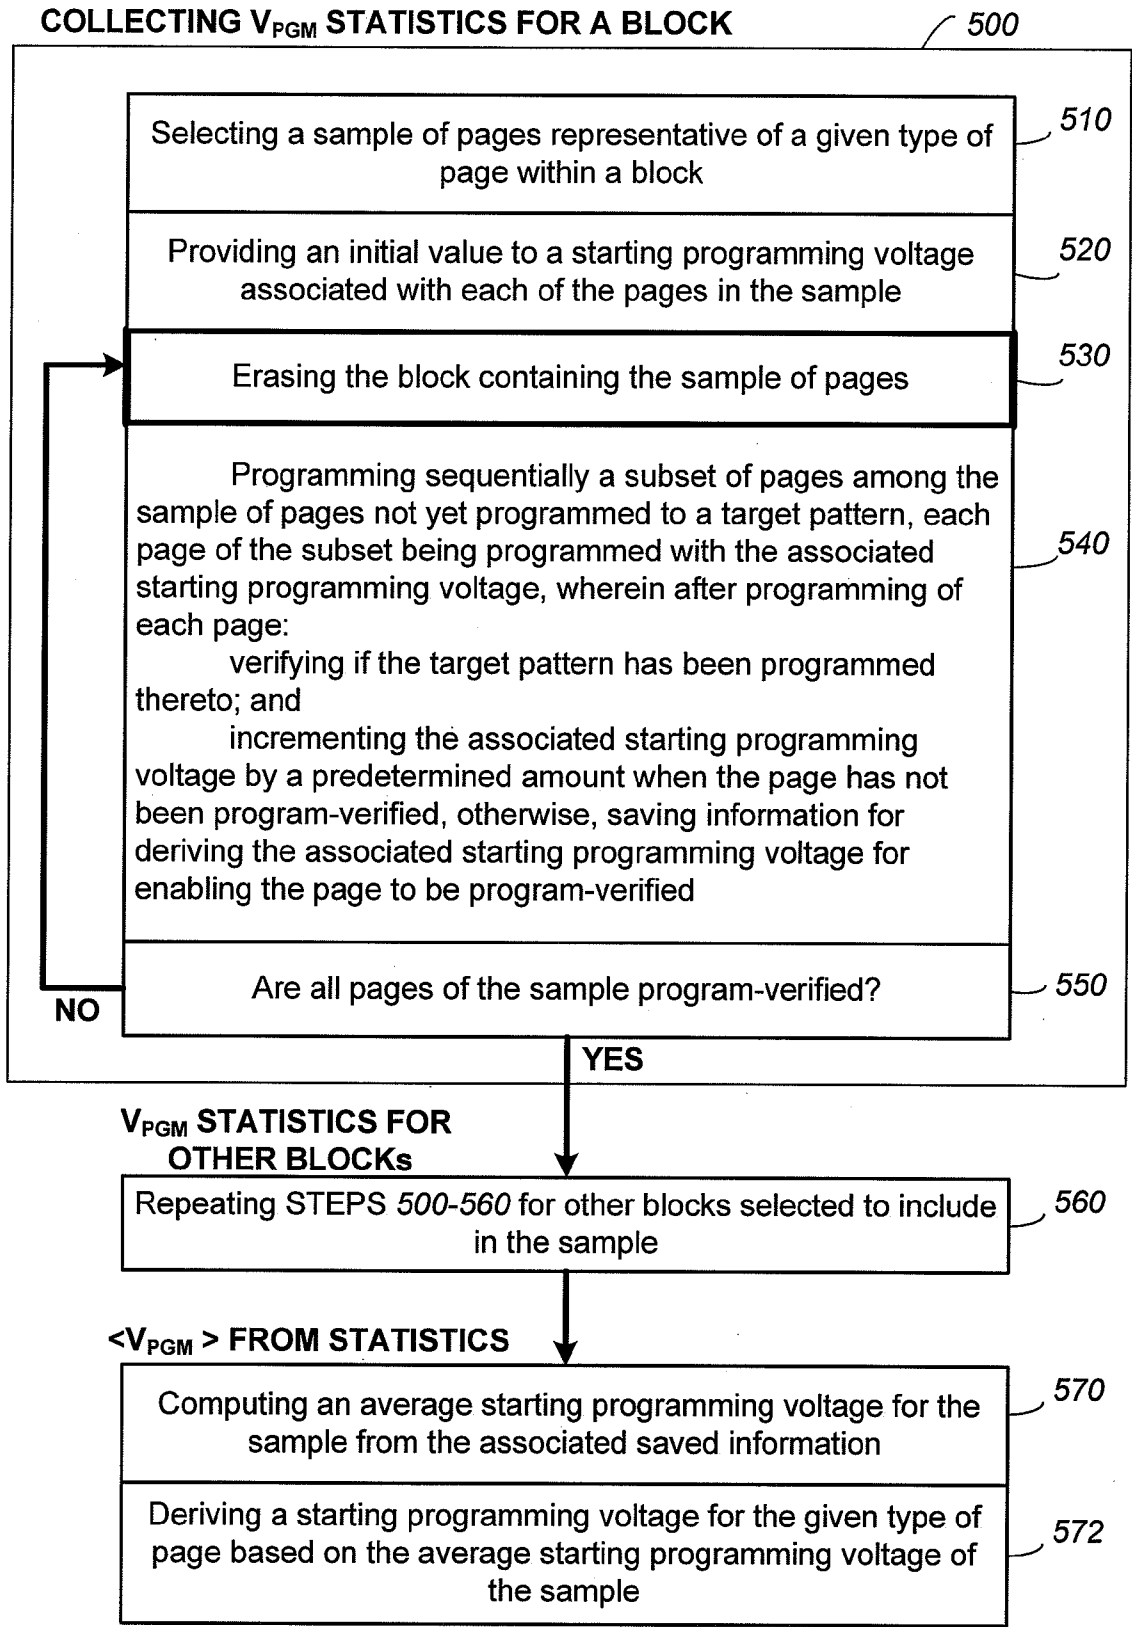 COLLECTING VPGM STATISTICS FOR A BLOCK
500
Selecting a sample of pages representative of a given type of
page within a block
510
Providing an initial value to a starting programming voltage
associated with each of the pages in the sample
520
Erasing the block containing the sample of pages
530
Programming sequentially a subset of pages among the
sample of pages not yet programmed to a target pattern, each
page of the subset being programmed with the associated
starting programming voltage, wherein after programming of
each page:
verifying if the target pattern has been programmed
thereto; and
incrementing the associated starting programming
voltage by a predetermined amount when the page has not
been program-verified, otherwise, saving information for
deriving the associated starting programming voltage for
enabling the page to be program-verified
540
Are all pages of the sample program-verified?
550
NO
YES
VPGM STATISTICS FOR
OTHER BLOCKs
Repeating STEPS 500-560 for other blocks selected to include
in the sample
560
<VPGM > FROM STATISTICS
Computing an average starting programming voltage for the
sample from the associated saved information
570
Deriving a starting programming voltage for the given type of
page based on the average starting programming voltage of
the sample
572